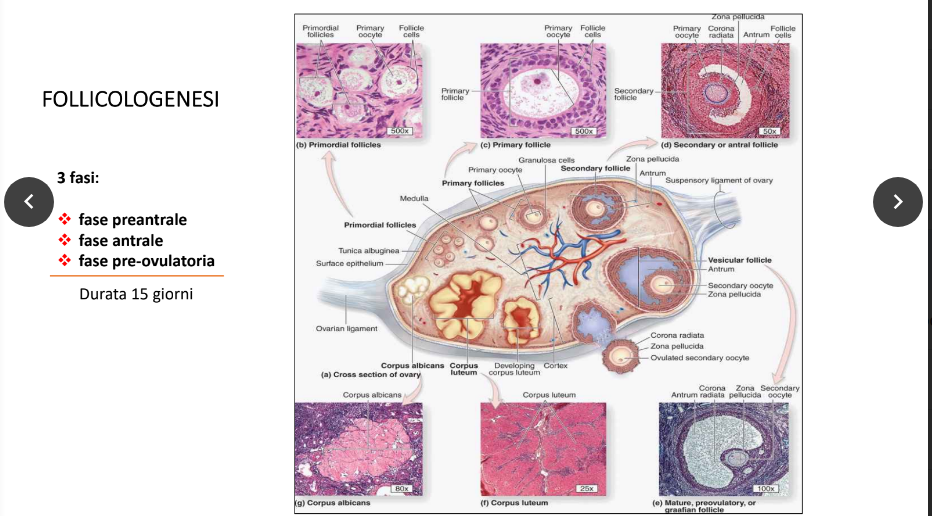 FOLLICOLOGENESI
3 fasi:
fase preantrale
fase antrale
fase pre-ovulatoria
Durata 15 giorni
Primordial follicles
Primary oocyte
Follicle cells
500x
(b) Primordial follicles
Primary oocyte
Follicle cells
Primary follicle
500x
(c) Primary follicle
Zona pellucida
Primary oocyte
Corona radiata
Antrum
Follicle cells
Secondary follicle
50x
(d) Secondary or antral follicle
Granulosa cells
Primary oocyte
Primary follicles
Secondary follicle
Zona pellucida
Antrum
Suspensory ligament of ovary
Medulla
Primordial follicles
Tunica albuginea
Surface epithelium
Vesicular follicle
Antrum
Secondary oocyte
Zona pellucida
Ovarian ligament
Corona radiata
Zona pellucida
Ovulated secondary oocyte
Corpus albicans
Corpus luteum
Developing corpus luteum
Cortex
(a) Cross section of ovary
Corpus albicans
80x
(g) Corpus albicans
Corpus luteum
25x
(f) Corpus luteum
Antrum
Corona radiata
Zona pellucida
Secondary oocyte
100x
(e) Mature, preovulatory, or
graafian follicle